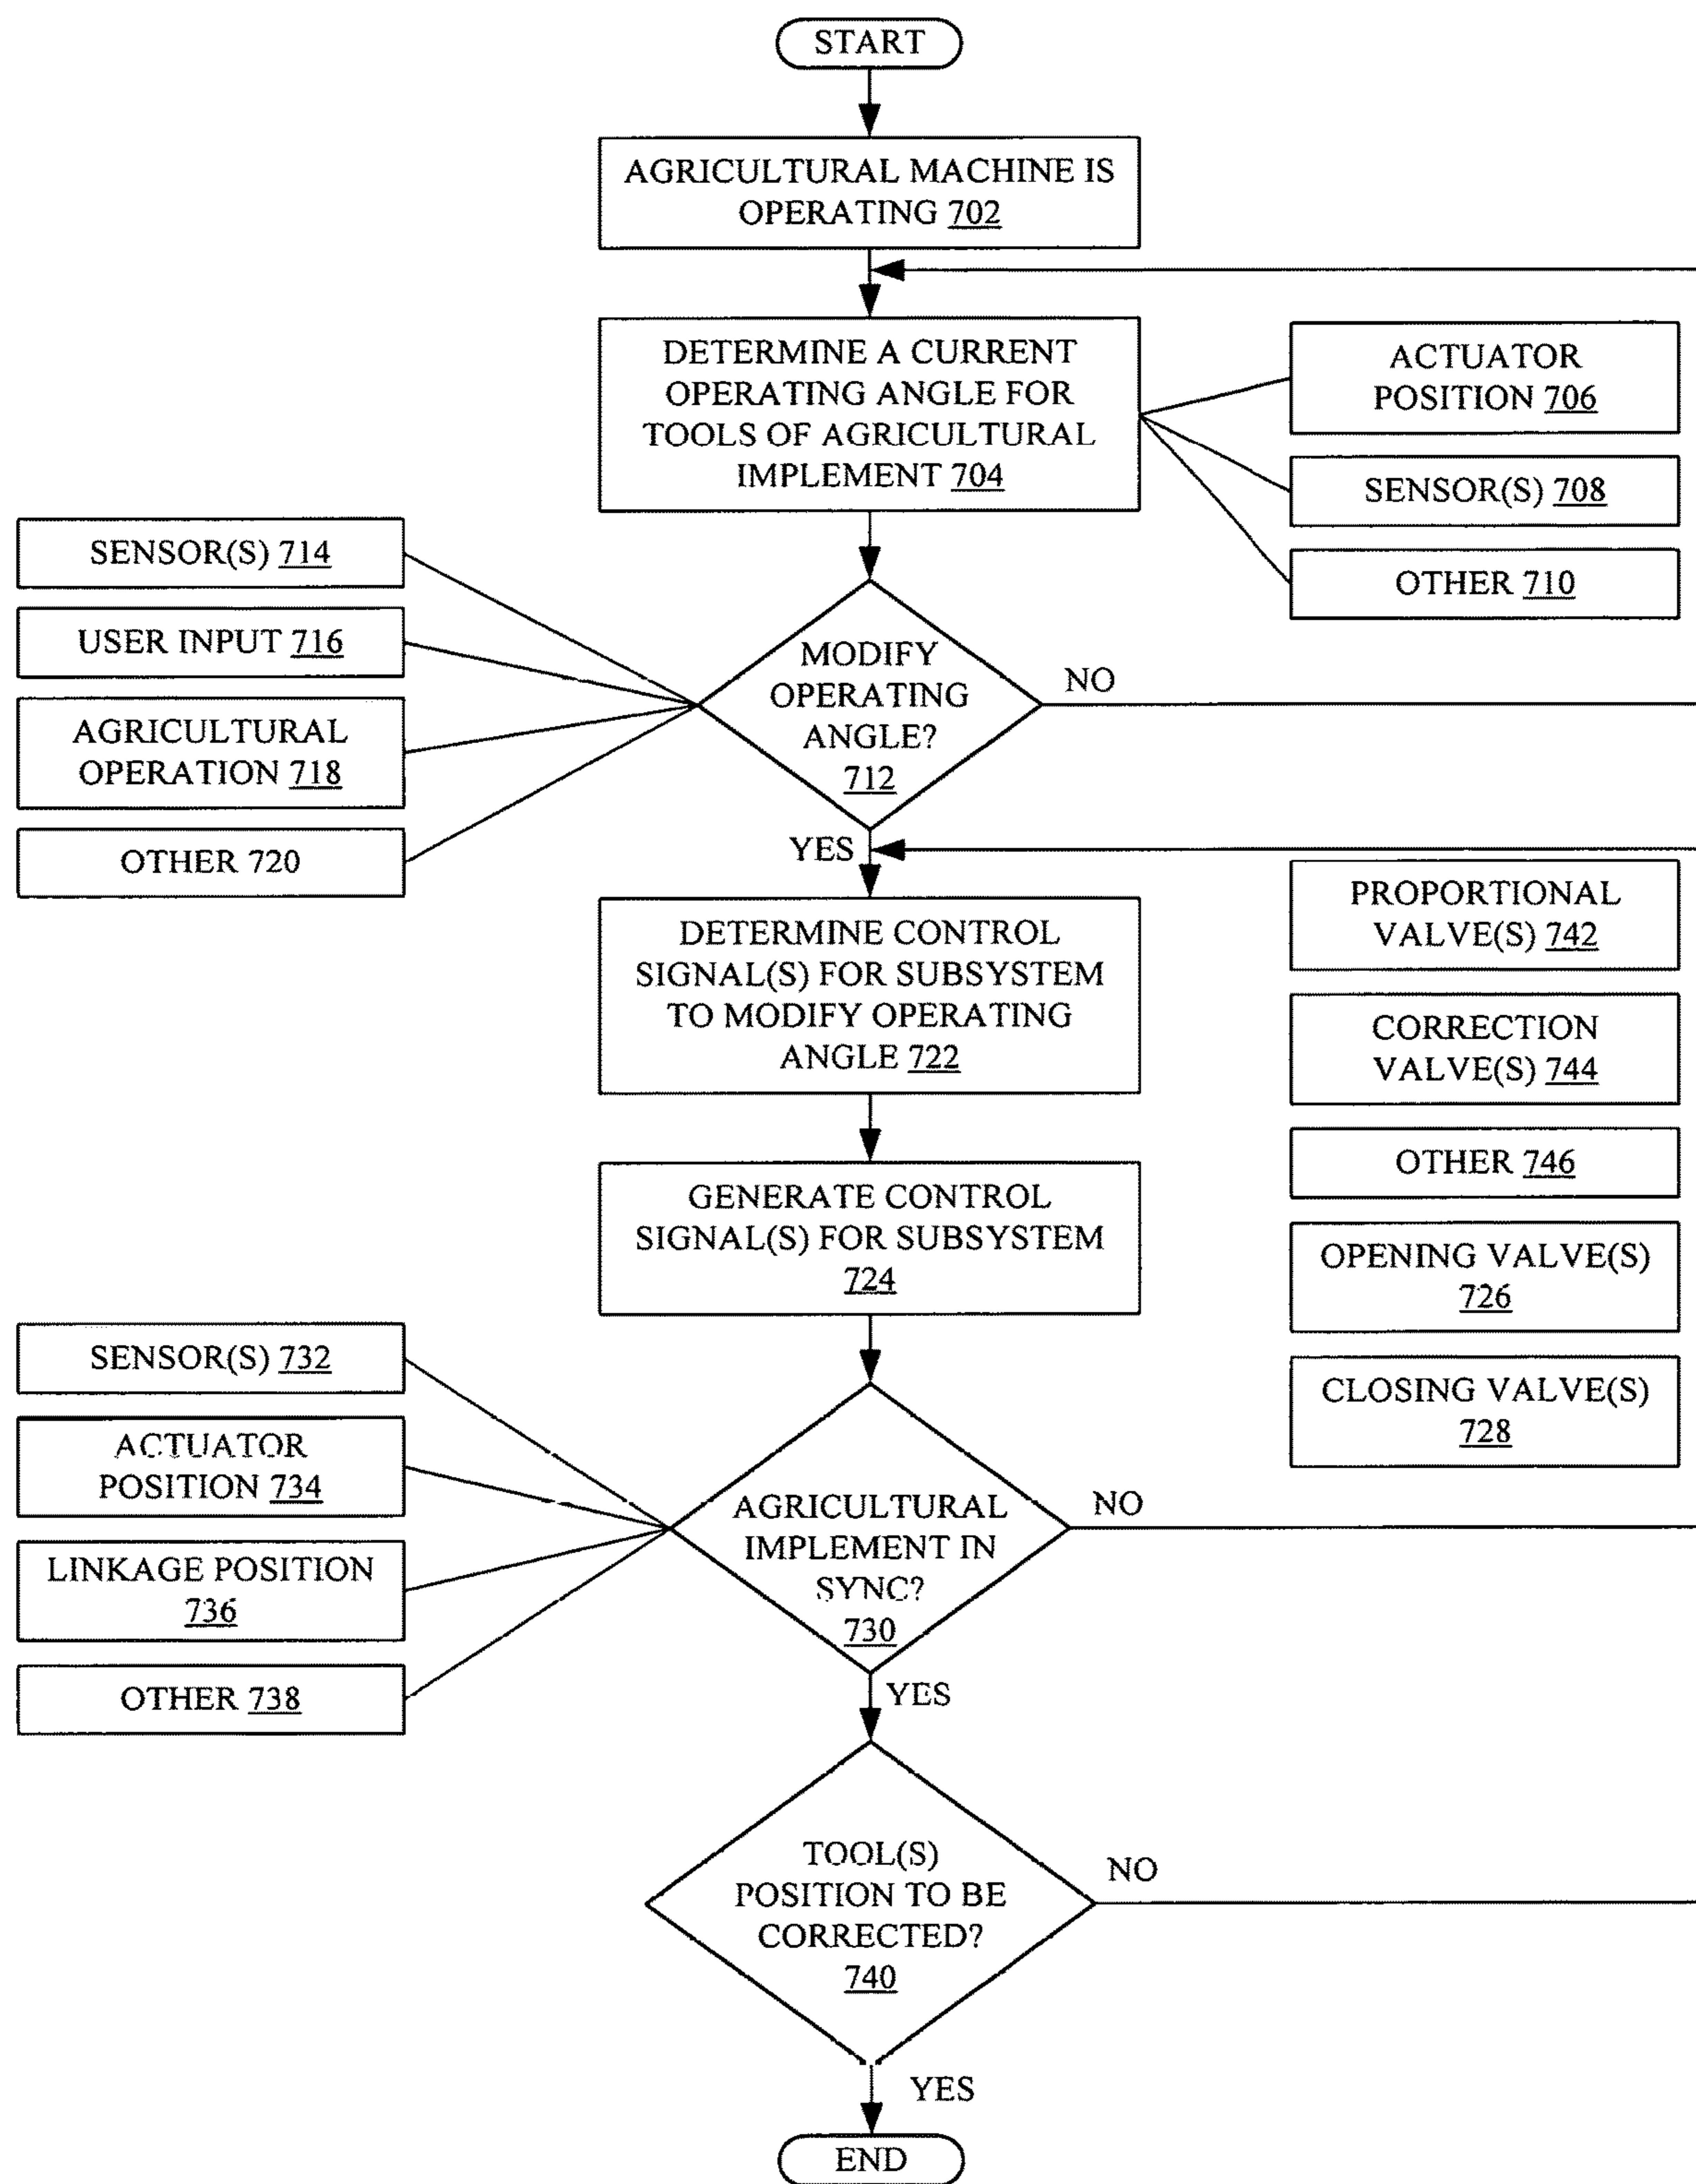 START
AGRICULTURAL MACHINE IS
OPERATING 702
DETERMINE A CURRENT
OPERATING ANGLE FOR
TOOLS OF AGRICULTURAL
IMPLEMENT 704
ACTUATOR
POSITION 706
SENSOR(S) 708
OTHER 710
SENSOR(S) 714
USER INPUT 716
AGRICULTURAL
OPERATION 718
OTHER 720
MODIFY
OPERATING
ANGLE?
712
NO
YES
DETERMINE CONTROL
SIGNAL(S) FOR SUBSYSTEM
TO MODIFY OPERATING
ANGLE 722
PROPORTIONAL
VALVE(S) 742
CORRECTION
VALVE(S) 744
OTHER 746
OPENING VALVE(S)
726
CLOSING VALVE(S)
728
GENERATE CONTROL
SIGNAL(S) FOR SUBSYSTEM
724
SENSOR(S) 732
ACTUATOR
POSITION 734
LINKAGE POSITION
736
OTHER 738
AGRICULTURAL
IMPLEMENT IN
SYNC?
730
NO
YES
TOOL(S)
POSITION TO BE
CORRECTED?
740
NO
YES
END